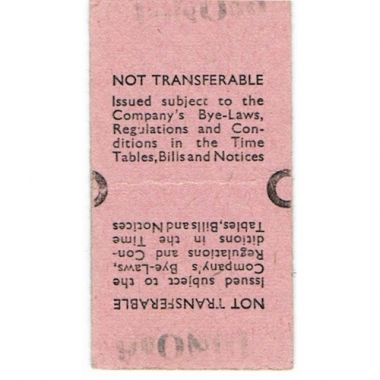 NOT TRANSFERABLE
Issued subject to the
Company's Bye-Laws,
Regulations and Con-
ditions in the Time
Tables, Bills and Notices
NOT TRANSFERABLE
Issued subject to the
Company's Bye-Laws,
Regulations and Con-
ditions in the Time
Tables, Bills and Notices